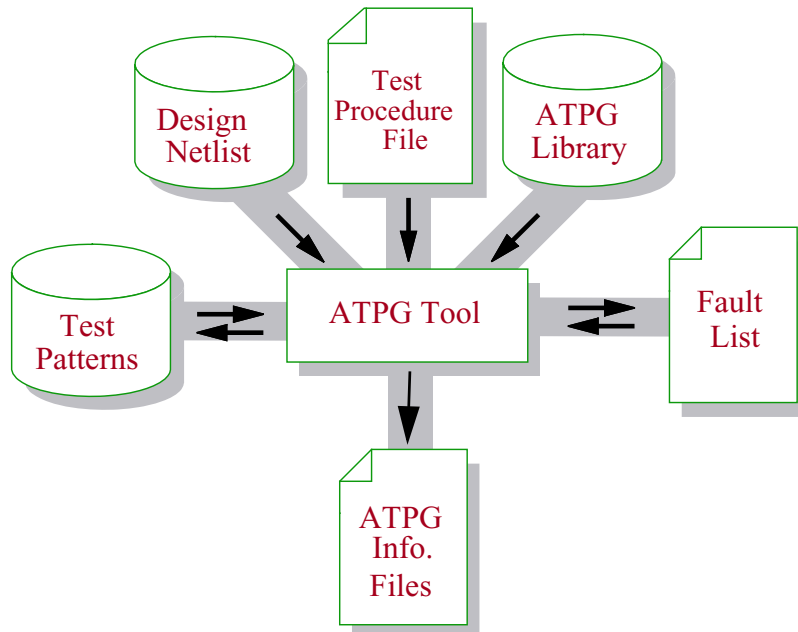 Design
Netlist
Test
Procedure
File
ATPG
Library
Test
Patterns
ATPG Tool
Fault
List
ATPG
Info.
Files